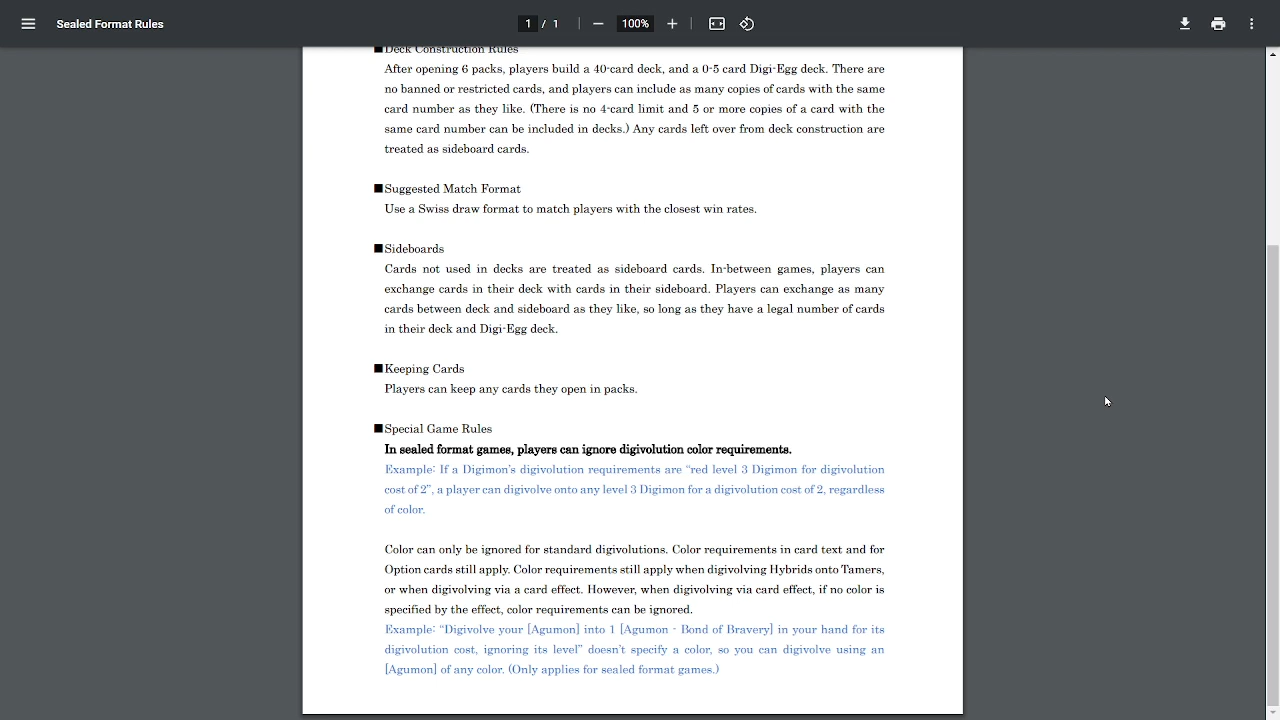 Sealed Format Rules
1 / 1
100%
■Deck Construction Rules
After opening 6 packs, players build a 40-card deck, and a 0-5 card Digi-Egg deck. There are
no banned or restricted cards, and players can include as many copies of cards with the same
card number as they like. (There is no 4-card limit and 5 or more copies of a card with the
same card number can be included in decks.) Any cards left over from deck construction are
treated as sideboard cards.
■Suggested Match Format
Use a Swiss draw format to match players with the closest win rates.
■Sideboards
Cards not used in decks are treated as sideboard cards. In-between games, players can
exchange cards in their deck with cards in their sideboard. Players can exchange as many
cards between deck and sideboard as they like, so long as they have a legal number of cards
in their deck and Digi-Egg deck.
■Keeping Cards
Players can keep any cards they open in packs.
■Special Game Rules
In sealed format games, players can ignore digivolution color requirements.
Example: If a Digimon's digivolution requirements are “red level 3 Digimon for digivolution
cost of 2”, a player can digivolve onto any level 3 Digimon for a digivolution cost of 2, regardless
of color.
Color can only be ignored for standard digivolutions. Color requirements in card text and for
Option cards still apply. Color requirements still apply when digivolving Hybrids onto Tamers,
or when digivolving via a card effect. However, when digivolving via card effect, if no color is
specified by the effect, color requirements can be ignored.
Example: “Digivolve your [Agumon] into 1 [Agumon - Bond of Bravery] in your hand for its
digivolution cost, ignoring its level” doesn't specify a color, so you can digivolve using an
[Agumon] of any color. (Only applies for sealed format games.)